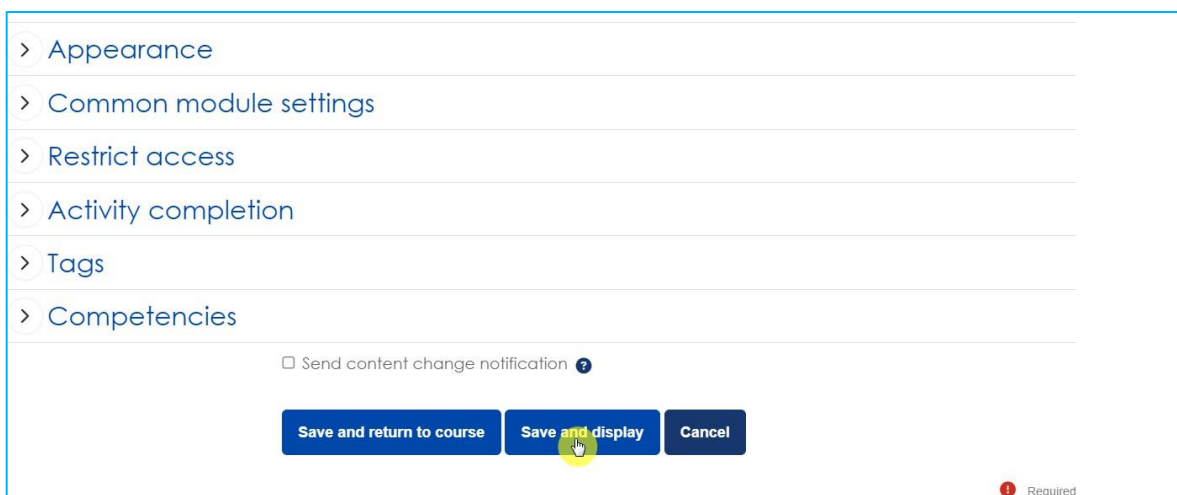 Appearance
Common module settings
Restrict access
Activity completion
Tags
Competencies
Send content change notification ?
Save and return to course Save and display Cancel
! Required